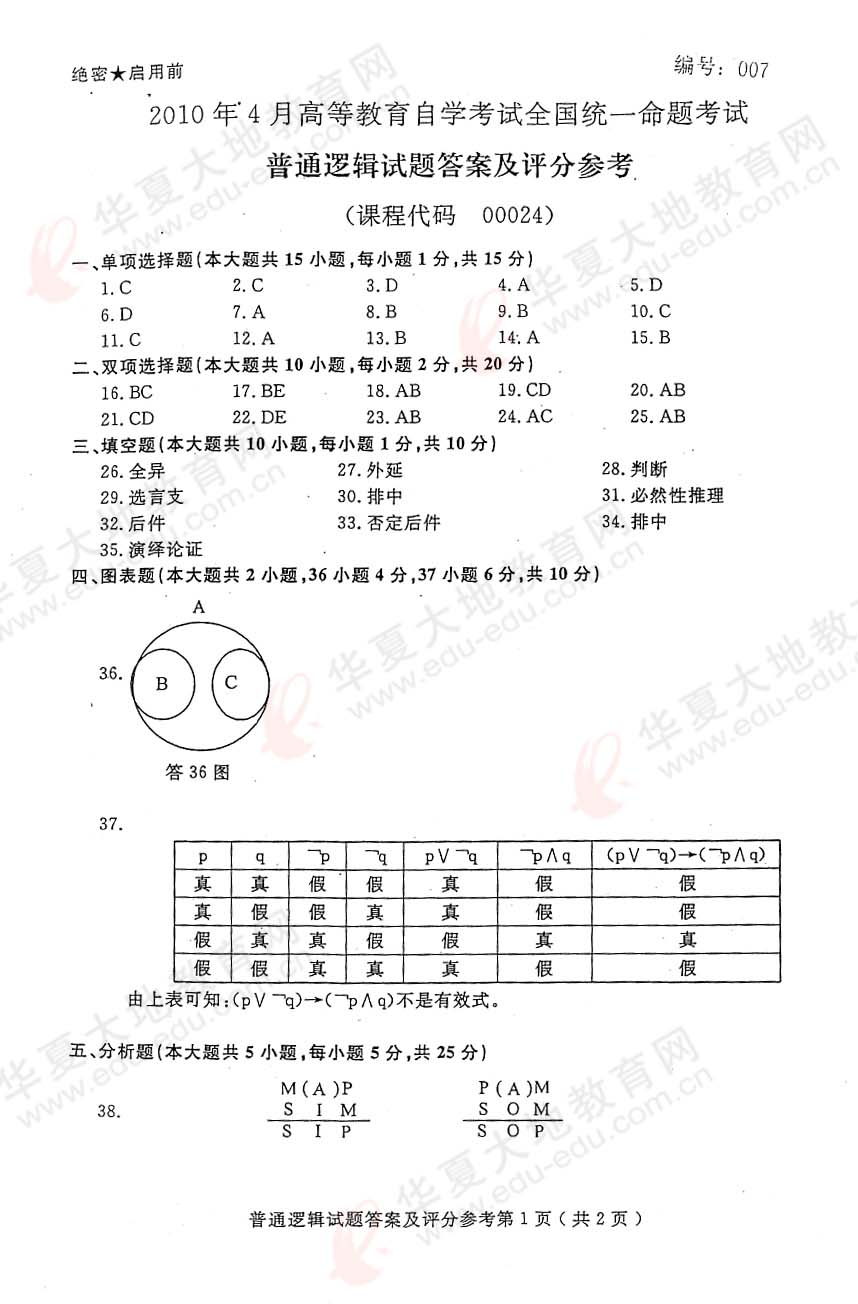 绝密★启用前
编号：007
2010年4月高等教育自学考试全国统一命题考试
普通逻辑试题答案及评分参考
(课程代码 00024)
一、单项选择题(本大题共15小题,每小题1分,共15分)
1.C 2.C 3.D 4.A 5.D
6.D 7.A 8.B 9.B 10.C
11.C 12.A 13.B 14.A 15.B
二、双项选择题(本大题共10小题,每小题2分,共20分)
16.BC 17.BE 18.AB 19.CD 20.AB
21.CD 22.DE 23.AB 24.AC 25.AB
三、填空题(本大题共10小题,每小题1分,共10分)
26.全异 27.外延 28.判断
29.选言支 30.排中 31.必然性推理
32.后件 33.否定后件 34.排中
35.演绎论证
四、图表题(本大题共2小题,36小题4分,37小题6分,共10分)
A
36. B C
答36图
37.
p q ¬p ¬q p∨¬q ¬p∧q (p∨¬q)→(¬p∧q)
真 真 假 假 真 假 假
真 假 假 真 真 假 假
假 真 真 假 假 真 真
假 假 真 真 真 假 假
由上表可知:(p∨¬q)→(¬p∧q)不是有效式。
五、分析题(本大题共5小题,每小题5分,共25分)
M(A)P P(A)M
38. S I M S O M
S I P S O P
普通逻辑试题答案及评分参考第1页(共2页)
华夏大地教育网
www.edu-edu.com.cn